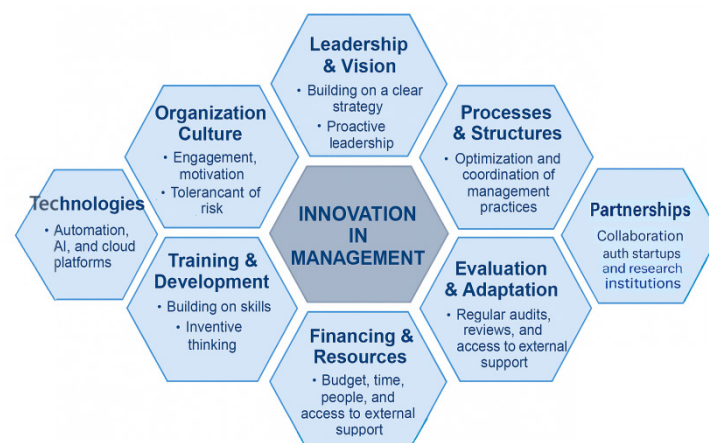 Leadership
& Vision
• Building on a clear
strategy
• Proactive
leadership
Organization
Culture
• Engagement,
motivation
• Tolerancant of
risk
Processes
& Structures
• Optimization and
coordination of
management
practices
Technologies
• Automation,
AI, and cloud
platforms
INNOVATION
IN
MANAGEMENT
Partnerships
Collaboration
auth startups
and research
institutions
Training &
Development
• Building on skills
• Inventive
thinking
Evaluation
& Adaptation
• Regular audits,
reviews, and
access to external
support
Financing &
Resources
• Budget, time,
people, and
access to external
support